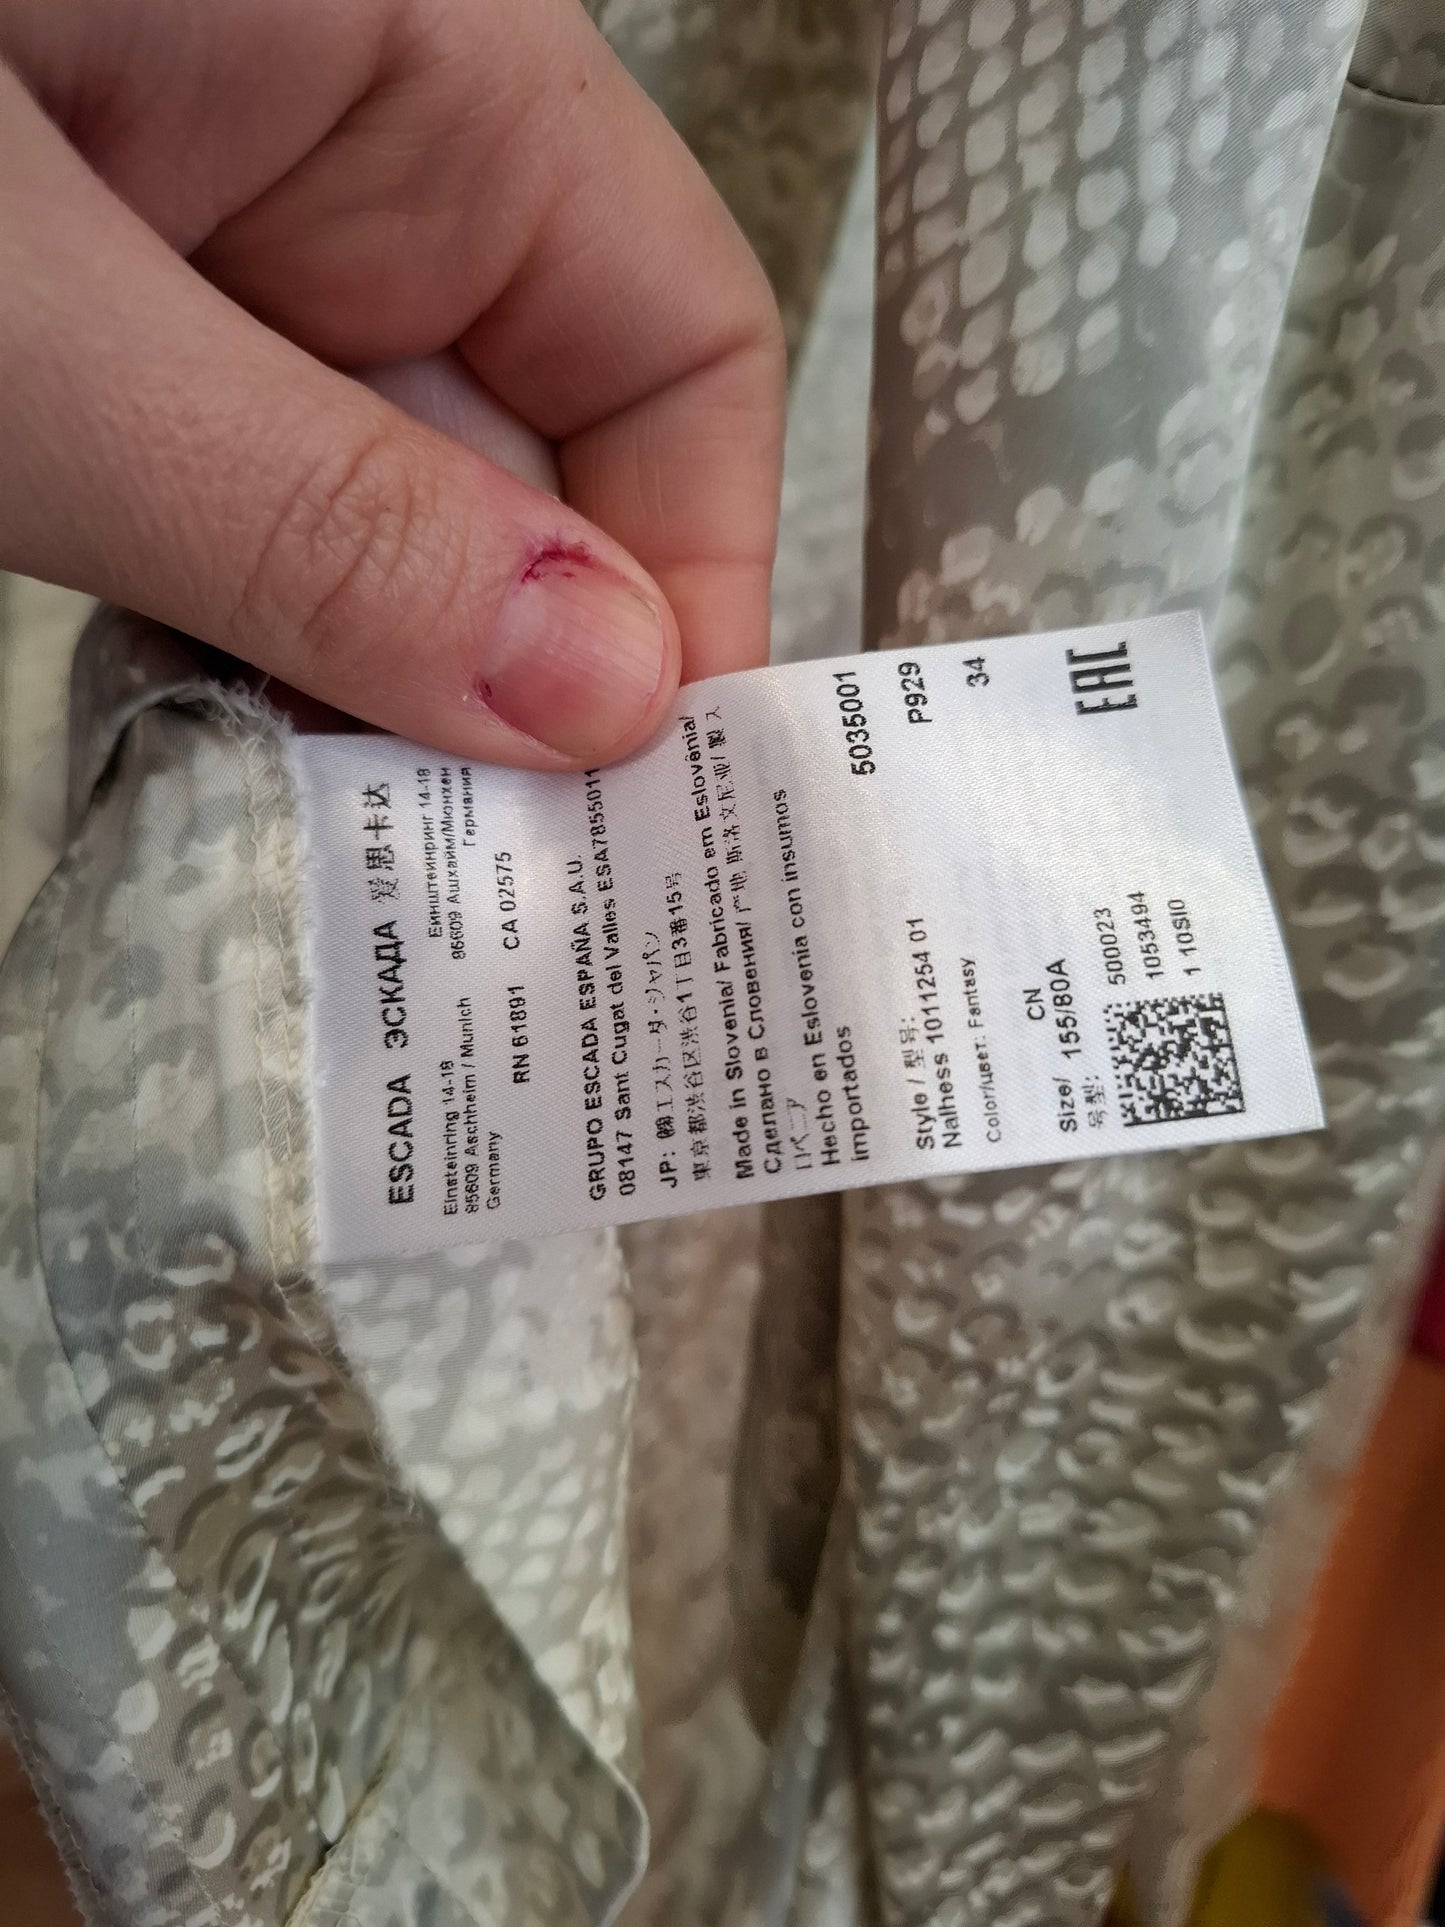 ESCADA ЭСКАДА 爱思卡达
Einsteinring 14-18
85609 Aschheim / Munich
Germany
Еинштеинринг 14-18
85609 Ашхайм/Мюнхен
Германия
RN 61891 CA 02575
GRUPO ESCADA ESPAÑA S.A.U.
08147 Sant Cugat del Valles ESA7855011
JP: ㈱エスカーダ・ジャパン
東京都渋谷区渋谷1丁目3番15号
Made in Slovenia/ Fabricado em Eslovênia/
Сделано в Словения/ 产地 斯洛文尼亚/ 製 ス
ロベニア
Hecho en Eslovenia con insumos
importados
5035001
Style / 型号:
Nalhess 1011254 01
P929
Color/цвет: Fantasy
34
CN
Size/ 155/80A
号型:
500023
1053494
1 10SI0
EAC